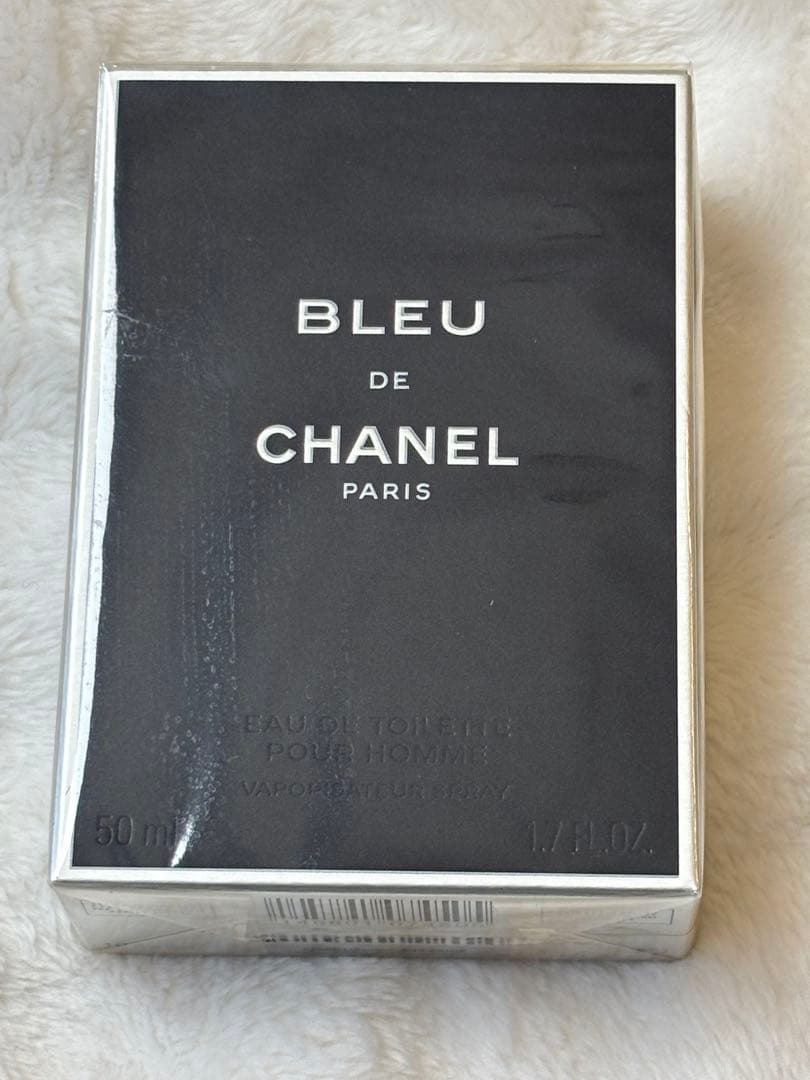 BLEU
DE
CHANEL
PARIS
EAU DE TOILETTE
POUR HOMME
VAPORISATEUR SPRAY
50 ml
1.7 FL.OZ.